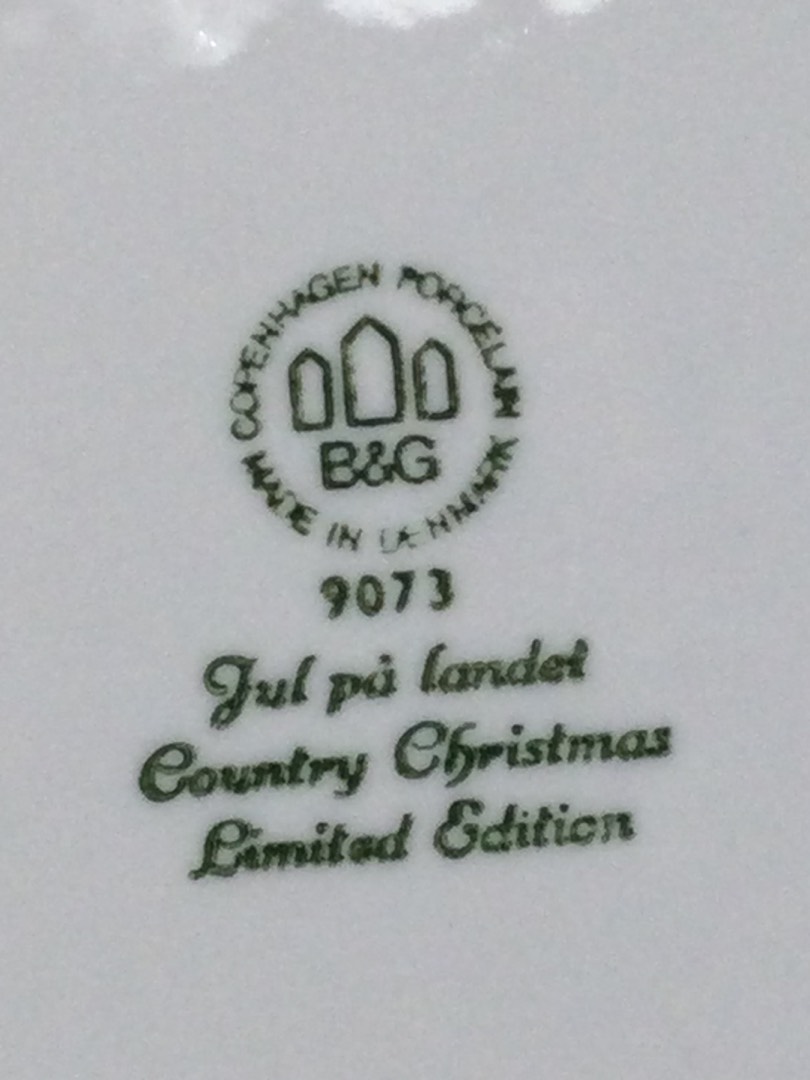 COPENHAGEN PORCELAIN
B&G
MADE IN DENMARK
9073
Jul på landet
Country Christmas
Limited Edition